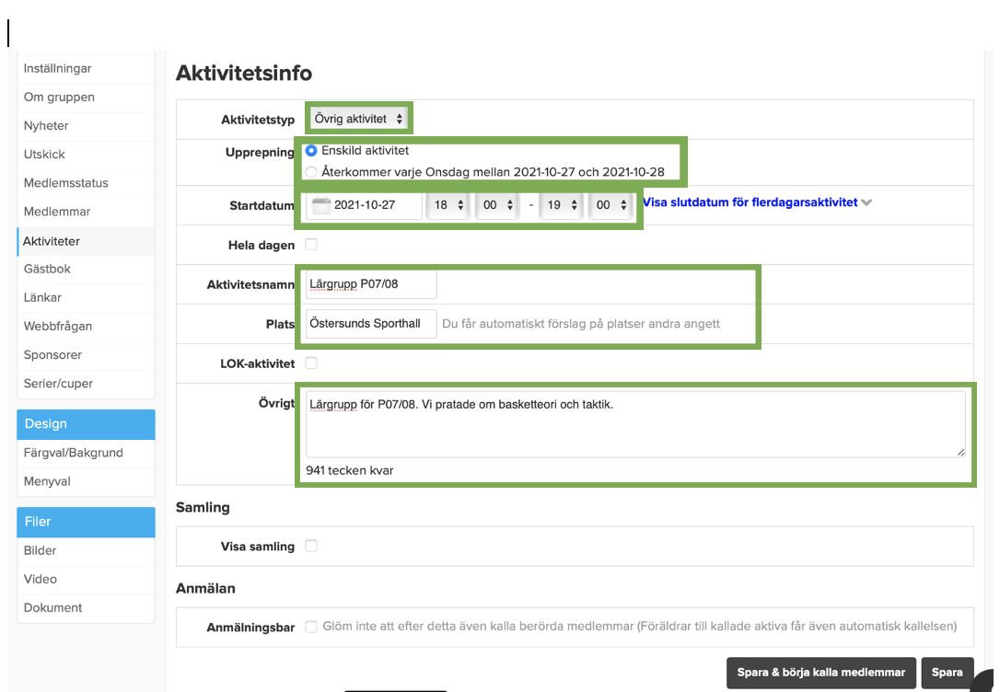 Inställningar
Om gruppen
Nyheter
Utskick
Medlemsstatus
Medlemmar
Aktiviteter
Gästbok
Länkar
Webbfrågan
Sponsorer
Serier/cuper
Design
Färgval/Bakgrund
Menyval
Filer
Bilder
Video
Dokument
Aktivitetsinfo
Aktivitetstyp Övrig aktivitet
Upprepning Enskild aktivitet
Återkommer varje Onsdag mellan 2021-10-27 och 2021-10-28
Startdatum 2021-10-27 18 00 - 19 00 Visa slutdatum för flerdagarsaktivitet
Hela dagen
Aktivitetsnamn Lärgrupp P07/08
Plats Östersunds Sporthall Du får automatiskt förslag på platser andra angett
LOK-aktivitet
Övrigt Lärgrupp för P07/08. Vi pratade om basketteori och taktik.
941 tecken kvar
Samling
Visa samling
Anmälan
Anmälningsbar Glöm inte att efter detta även kalla berörda medlemmar (Föräldrar till kallade aktiva får även automatisk kallelsen)
Spara & börja kalla medlemmar Spara